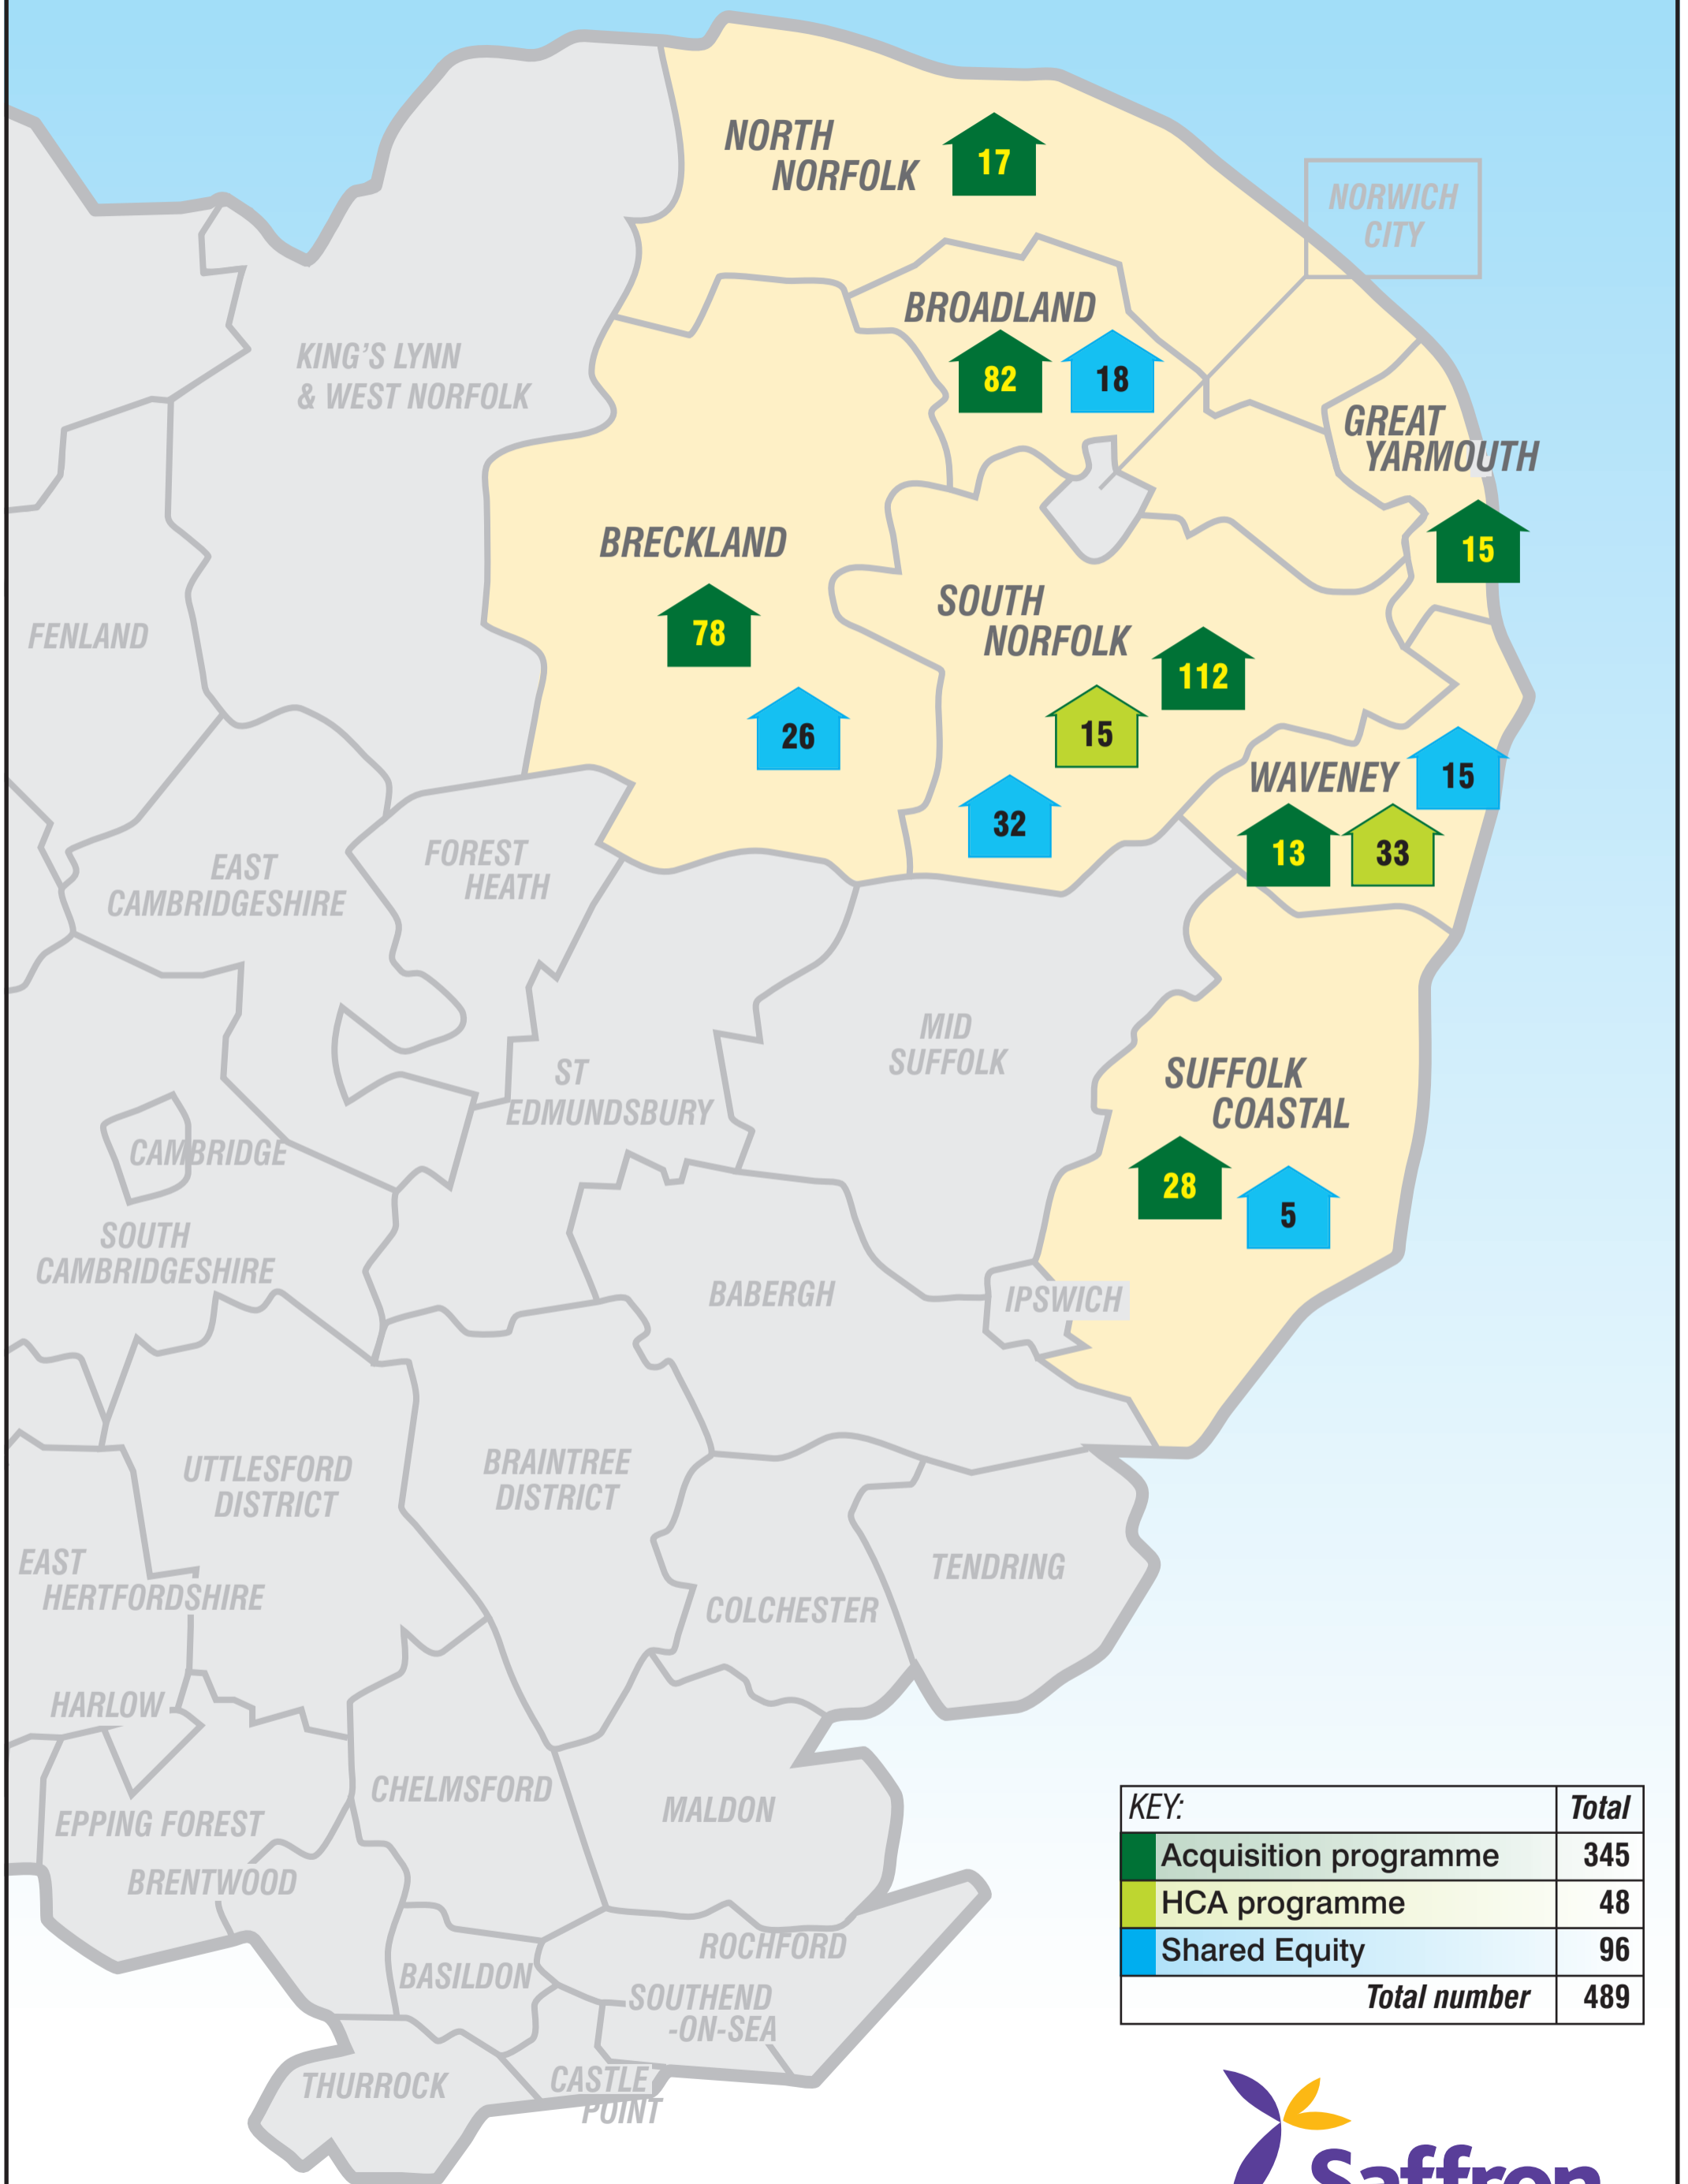 NORTH
NORFOLK
17
NORWICH
CITY
BROADLAND
82
18
KING'S LYNN
& WEST NORFOLK
GREAT
YARMOUTH
15
BRECKLAND
78
26
SOUTH
NORFOLK
112
15
32
FENLAND
WAVENEY
15
13
33
EAST
CAMBRIDGESHIRE
FOREST
HEATH
MID
SUFFOLK
ST
EDMUNDSBURY
SUFFOLK
COASTAL
28
5
CAMBRIDGE
SOUTH
CAMBRIDGESHIRE
BABERGH
IPSWICH
UTTLESFORD
DISTRICT
BRAINTREE
DISTRICT
EAST
HERTFORDSHIRE
COLCHESTER
TENDRING
HARLOW
CHELMSFORD
MALDON
EPPING FOREST
BRENTWOOD
ROCHFORD
BASILDON
SOUTHEND
-ON-SEA
THURROCK
CASTLE
POINT
KEY: Total
Acquisition programme 345
HCA programme 48
Shared Equity 96
Total number 489
Saffron